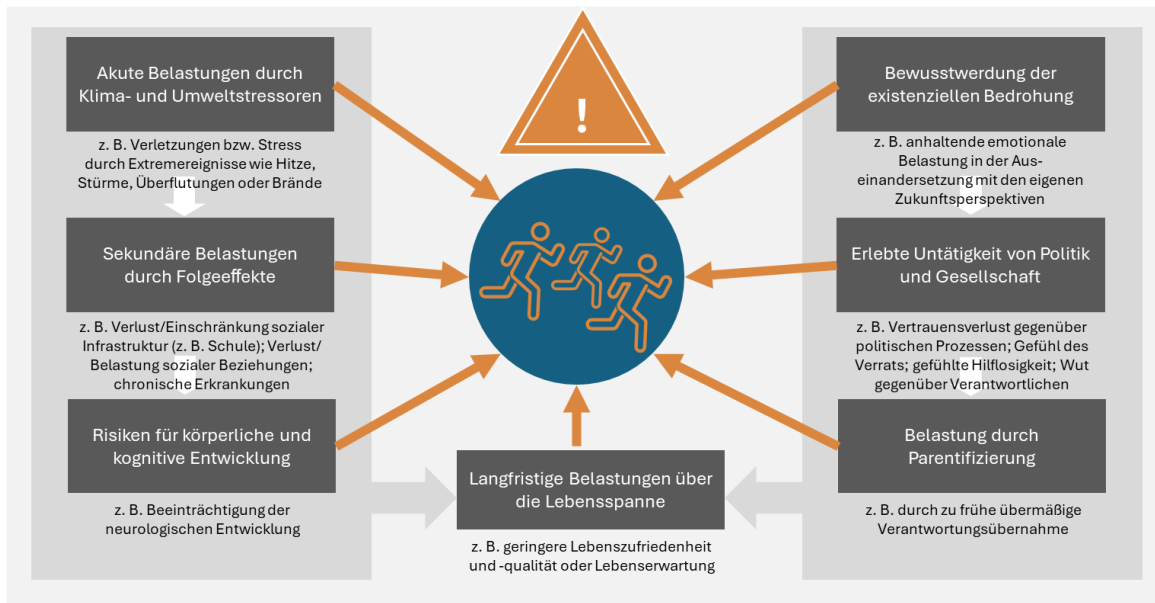 !
Akute Belastungen durch
Klima- und Umweltstressoren
z. B. Verletzungen bzw. Stress
durch Extremereignisse wie Hitze,
Stürme, Überflutungen oder Brände
Sekundäre Belastungen
durch Folgeeffekte
z. B. Verlust/Einschränkung sozialer
Infrastruktur (z. B. Schule); Verlust/
Belastung sozialer Beziehungen;
chronische Erkrankungen
Risiken für körperliche und
kognitive Entwicklung
z. B. Beeinträchtigung der
neurologischen Entwicklung
Langfristige Belastungen über
die Lebensspanne
z. B. geringere Lebenszufriedenheit
und -qualität oder Lebenserwartung
Bewusstwerdung der
existenziellen Bedrohung
z. B. anhaltende emotionale
Belastung in der Aus-
einandersetzung mit den eigenen
Zukunftsperspektiven
Erlebte Untätigkeit von Politik
und Gesellschaft
z. B. Vertrauensverlust gegenüber
politischen Prozessen; Gefühl des
Verrats; gefühlte Hilflosigkeit; Wut
gegenüber Verantwortlichen
Belastung durch
Parentifizierung
z. B. durch zu frühe übermäßige
Verantwortungsübernahme